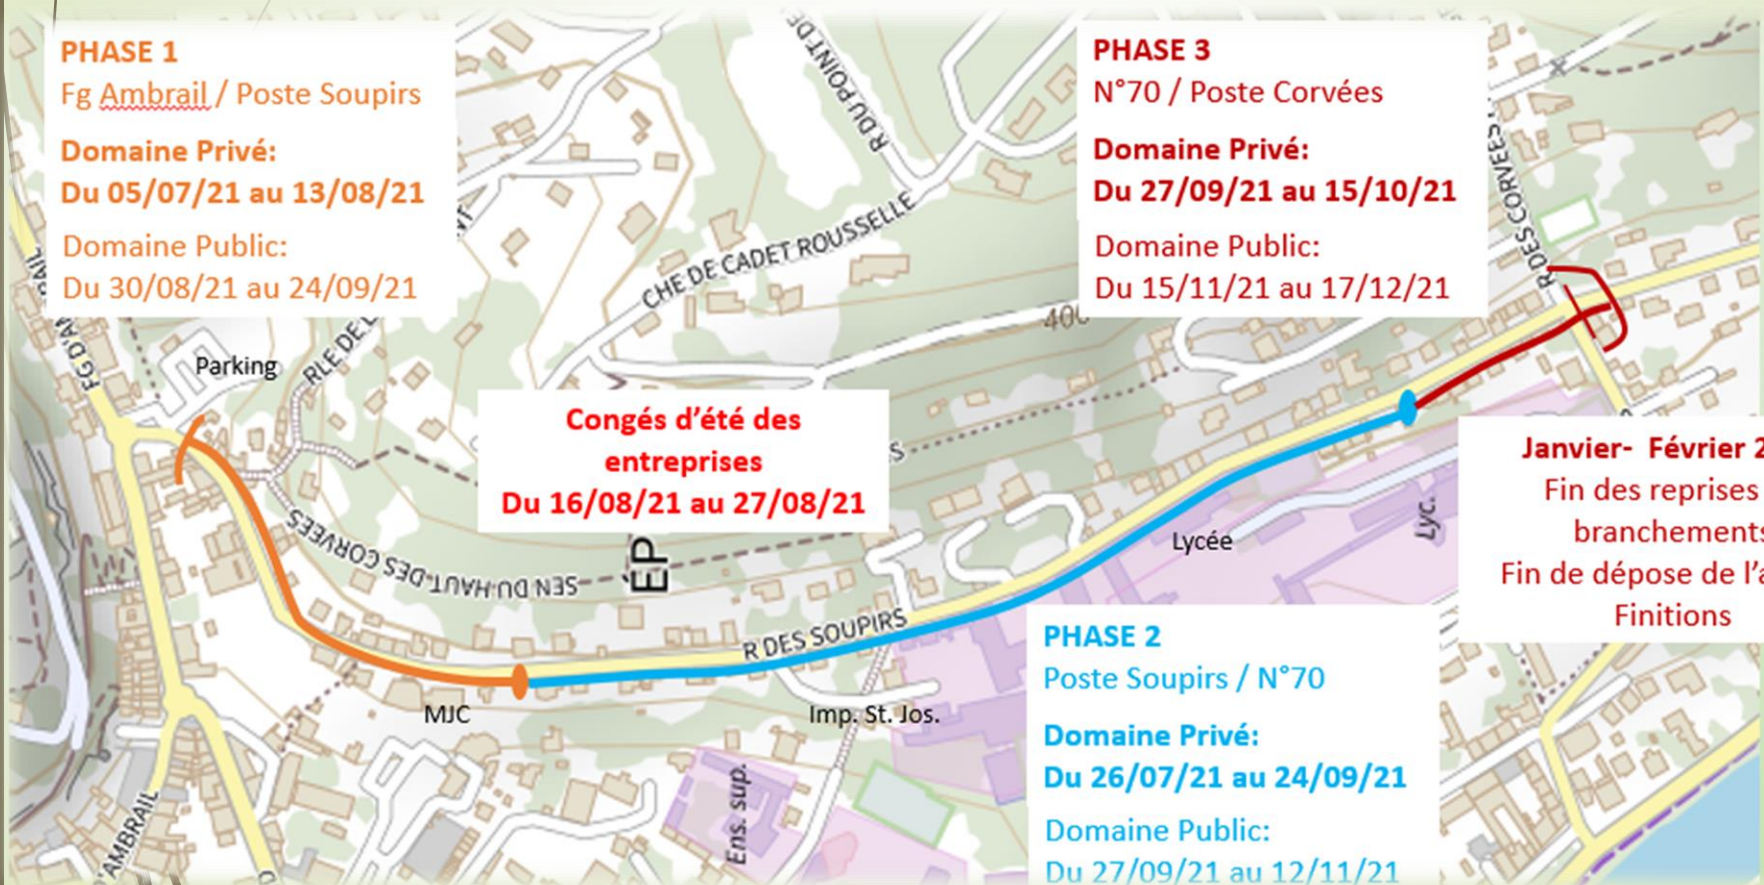 PHASE 1
Fg Ambrail / Poste Soupirs
Domaine Privé:
Du 05/07/21 au 13/08/21
Domaine Public:
Du 30/08/21 au 24/09/21
PHASE 3
N°70 / Poste Corvées
Domaine Privé:
Du 27/09/21 au 15/10/21
Domaine Public:
Du 15/11/21 au 17/12/21
R DU POINT DE
CHE DE CADET ROUSSELLE
R DES CORVEES
400
FG D'AM
Parking
RLE DE C
Congés d'été des
entreprises
Du 16/08/21 au 27/08/21
Janvier- Février 2
Fin des reprises
branchements
Fin de dépose de l'a
Finitions
SEN DU HAUT DES CORVEES
EP
Lycée
Lyc.
R DES SOUPIRS
MJC
Imp. St. Jos.
PHASE 2
Poste Soupirs / N°70
Domaine Privé:
Du 26/07/21 au 24/09/21
Domaine Public:
Du 27/09/21 au 12/11/21
Ens. sup.
D'AMBRAIL